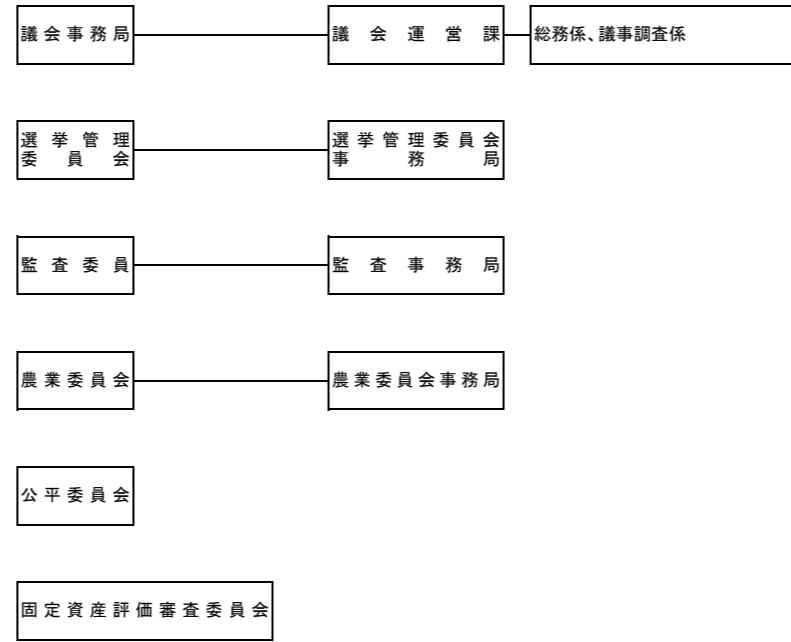 議会事務局
議会運営課
総務係、議事調査係
選挙管理
委員会
選挙管理委員会
事務局
監査委員
監査事務局
農業委員会
農業委員会事務局
公平委員会
固定資産評価審査委員会